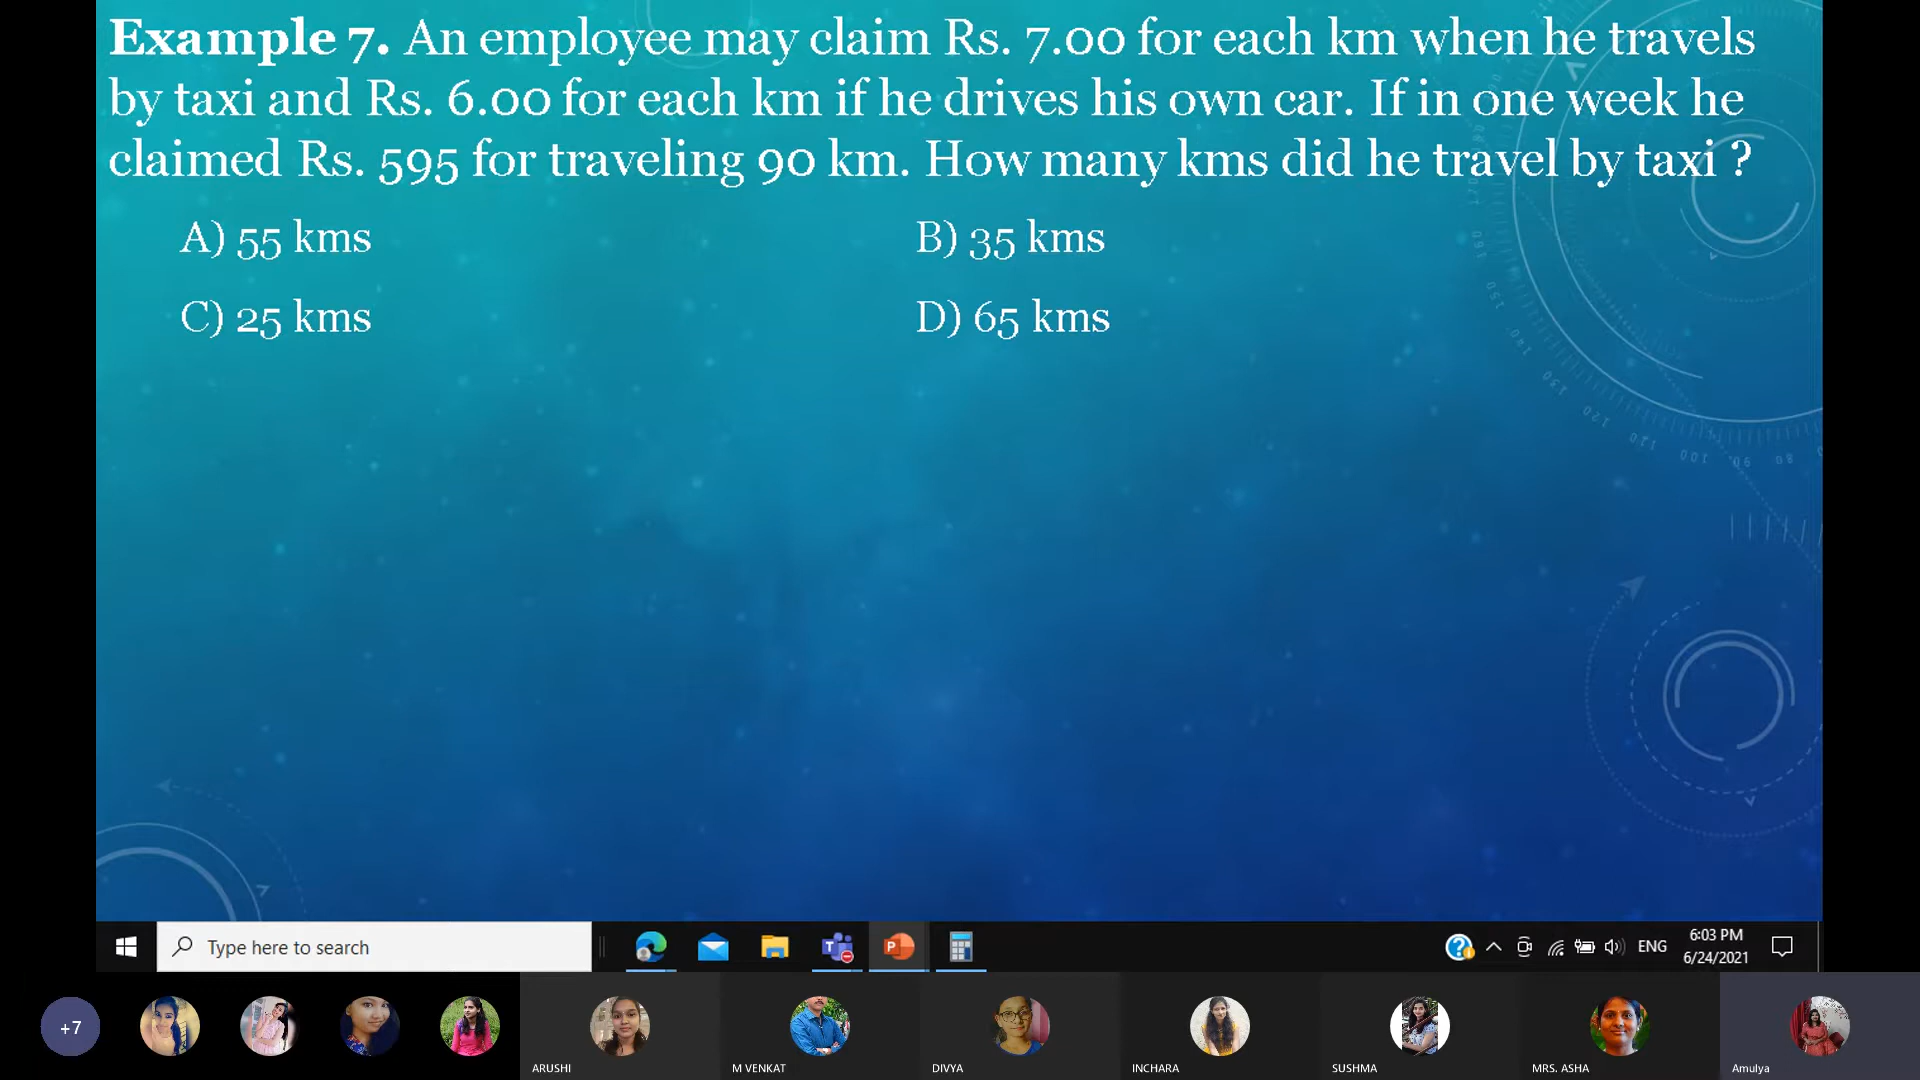 Example 7. An employee may claim Rs. 7.00 for each km when he travels
by taxi and Rs. 6.00 for each km if he drives his own car. If in one week he
claimed Rs. 595 for traveling 90 km. How many kms did he travel by taxi ?
A) 55 kms
B) 35 kms
C) 25 kms
D) 65 kms
Type here to search
ENG
6:03 PM
6/24/2021
+7
ARUSHI
M VENKAT
DIVYA
INCHARA
SUSHMA
MRS. ASHA
Amulya